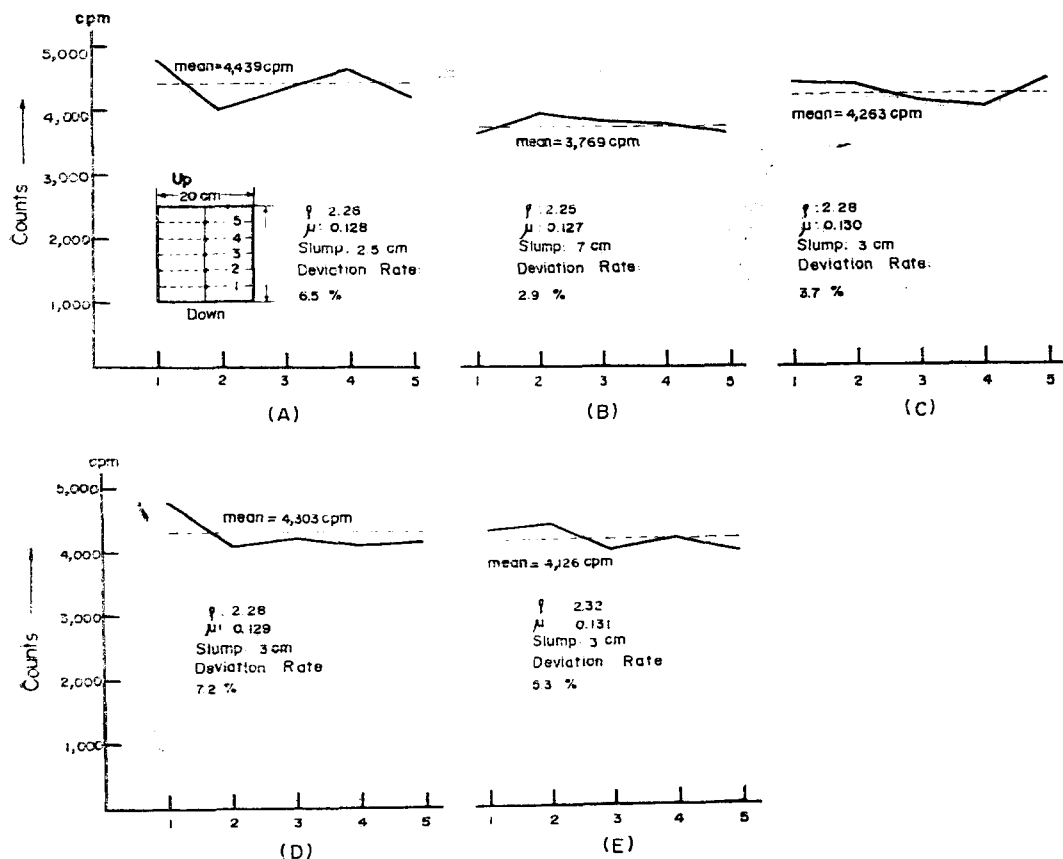 cpm
5,000
4,000
3,000
2,000
1,000
Counts
mean=4,439 cpm
Up
20 cm
5
4
3
2
1
Down
ρ 2.28
μ: 0.128
Slump: 2.5 cm
Deviction Rate:
6.5 %
1 2 3 4 5
(A)
mean=3,769 cpm
ρ :2.25
μ: 0.127
Slump: 7 cm
Deviation Rate:
2.9 %
1 2 3 4 5
(B)
mean=4,263 cpm
ρ :2.28
μ: 0.130
Slump: 3 cm
Deviation Rate:
3.7 %
1 2 3 4 5
(C)
cpm
5,000
4,000
3,000
2,000
1,000
Counts
mean= 4,303 cpm
ρ : 2.28
μ: 0.129
Slump: 3 cm
Deviation Rate
7.2 %
1 2 3 4 5
(D)
mean= 4,126 cpm
ρ 2.32
μ 0.131
Slump: 3 cm
Deviation Rate
5.3 %
1 2 3 4 5
(E)